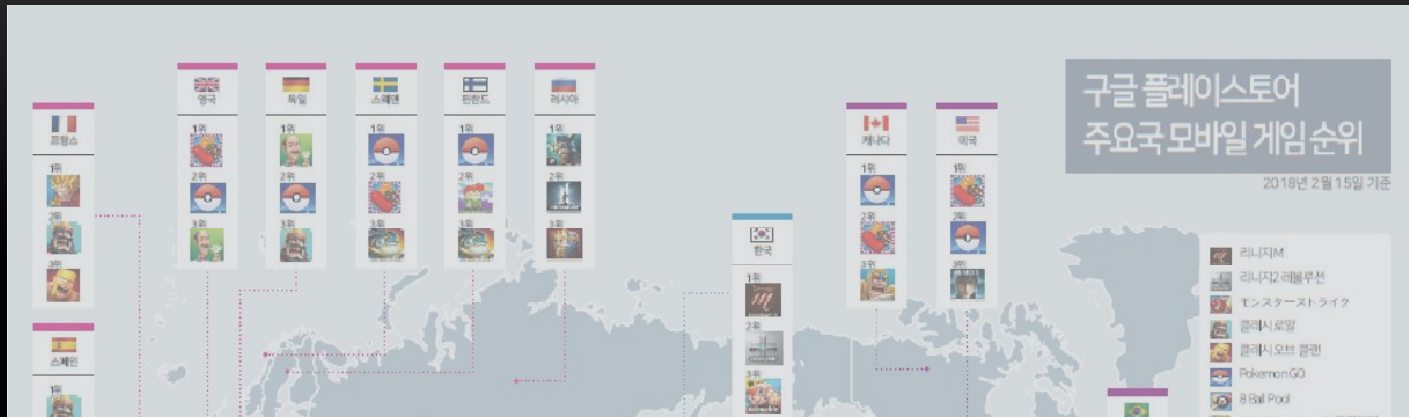 구글 플레이스토어
주요국 모바일 게임 순위
2018년 2월 15일 기준
프랑스
1위
2위
3위
영국
1위
2위
3위
독일
1위
2위
3위
스웨덴
1위
2위
3위
핀란드
1위
2위
3위
러시아
1위
2위
3위
한국
1위
2위
3위
캐나다
1위
2위
3위
미국
1위
2위
3위
스페인
1위
리니지M
리니지2 레볼루션
モンスターストライク
클래시 로얄
클래시 오브 클랜
Pokemon GO
8 Ball Pool